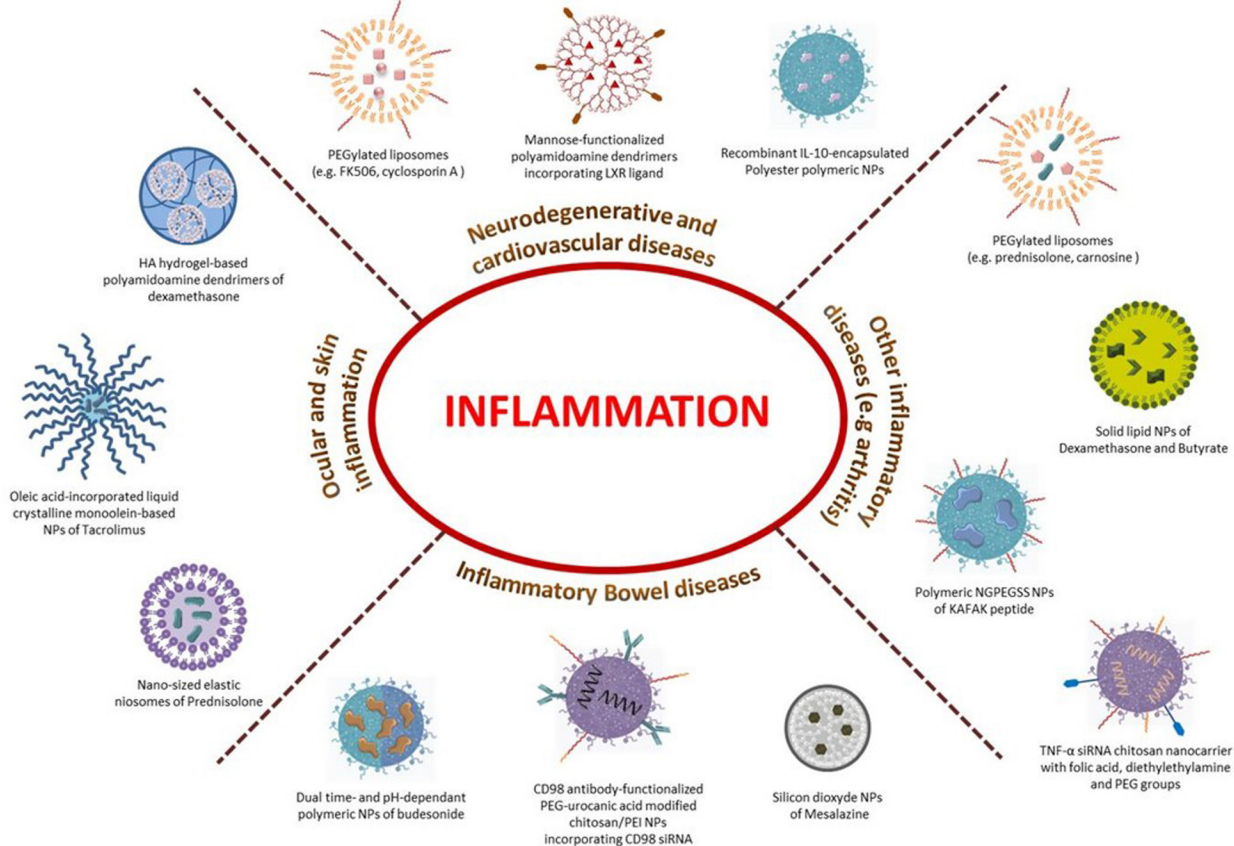 PEGylated liposomes
(e.g. FK506, cyclosporin A )
Mannose-functionalized
polyamidoamine dendrimers
incorporating LXR ligand
Recombinant IL-10-encapsulated
Polyester polymeric NPs
PEGylated liposomes
(e.g. prednisolone, carnosine )
HA hydrogel-based
polyamidoamine dendrimers of
dexamethasone
Neurodegenerative and
cardiovascular diseases
Oleic acid-incorporated liquid
crystalline monoolein-based
NPs of Tacrolimus
Ocular and skin
inflammation
INFLAMMATION
Other inflammatory
diseases (e.g arthritis)
Solid lipid NPs of
Dexamethasone and Butyrate
Polymeric NGPEGSS NPs
of KAFAK peptide
Inflammatory Bowel diseases
Nano-sized elastic
niosomes of Prednisolone
Dual time- and pH-dependant
polymeric NPs of budesonide
CD98 antibody-functionalized
PEG-urocanic acid modified
chitosan/PEI NPs
incorporating CD98 siRNA
Silicon dioxyde NPs
of Mesalazine
TNF-α siRNA chitosan nanocarrier
with folic acid, diethylethylamine
and PEG groups